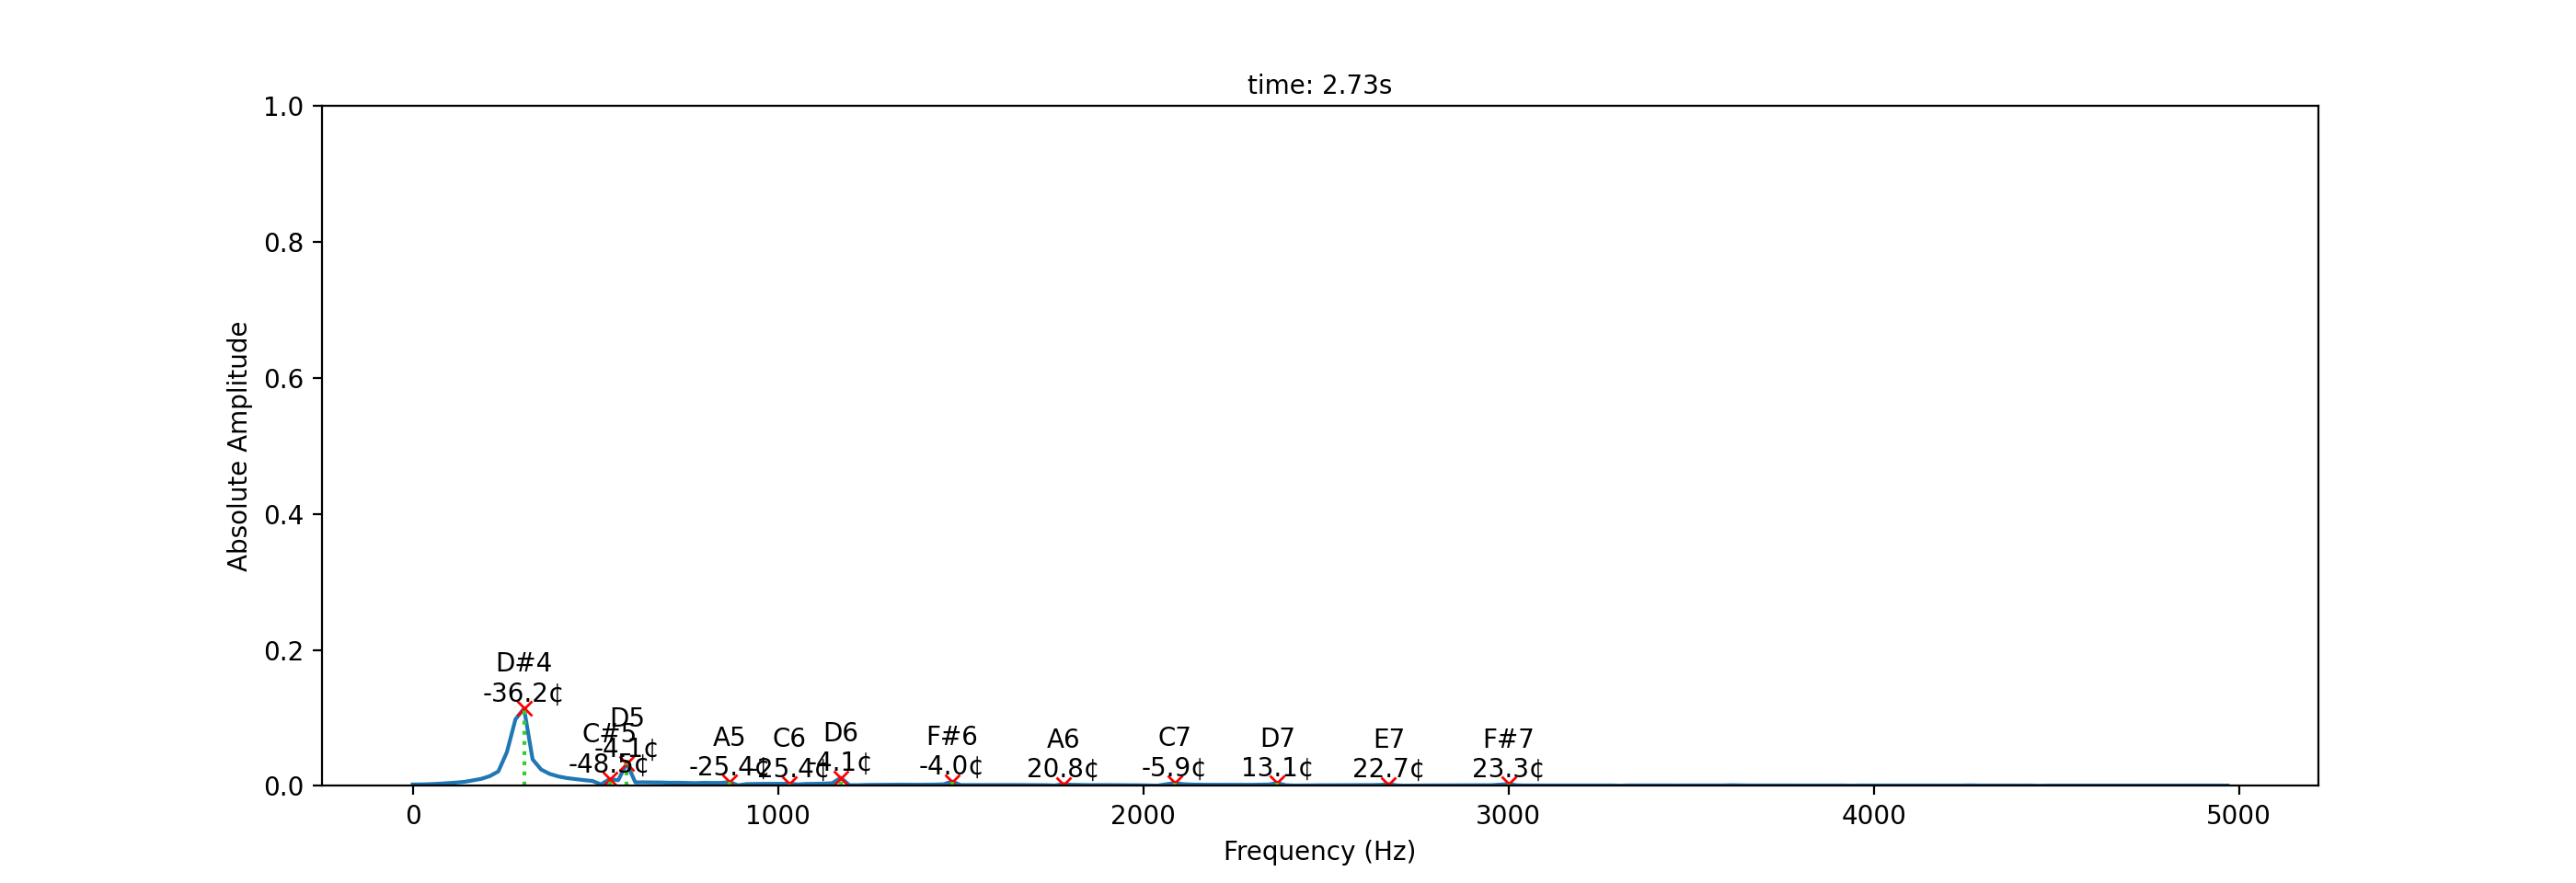 time: 2.73s
1.0
0.8
0.6
0.4
0.2
0.0
Absolute Amplitude
D#4
-36.2¢
C#5
-48.5¢
D5
-4.1¢
A5
-25.4¢
C6
-25.4¢
D6
-4.1¢
F#6
-4.0¢
A6
20.8¢
C7
-5.9¢
D7
13.1¢
E7
22.7¢
F#7
23.3¢
0
1000
2000
3000
4000
5000
Frequency (Hz)